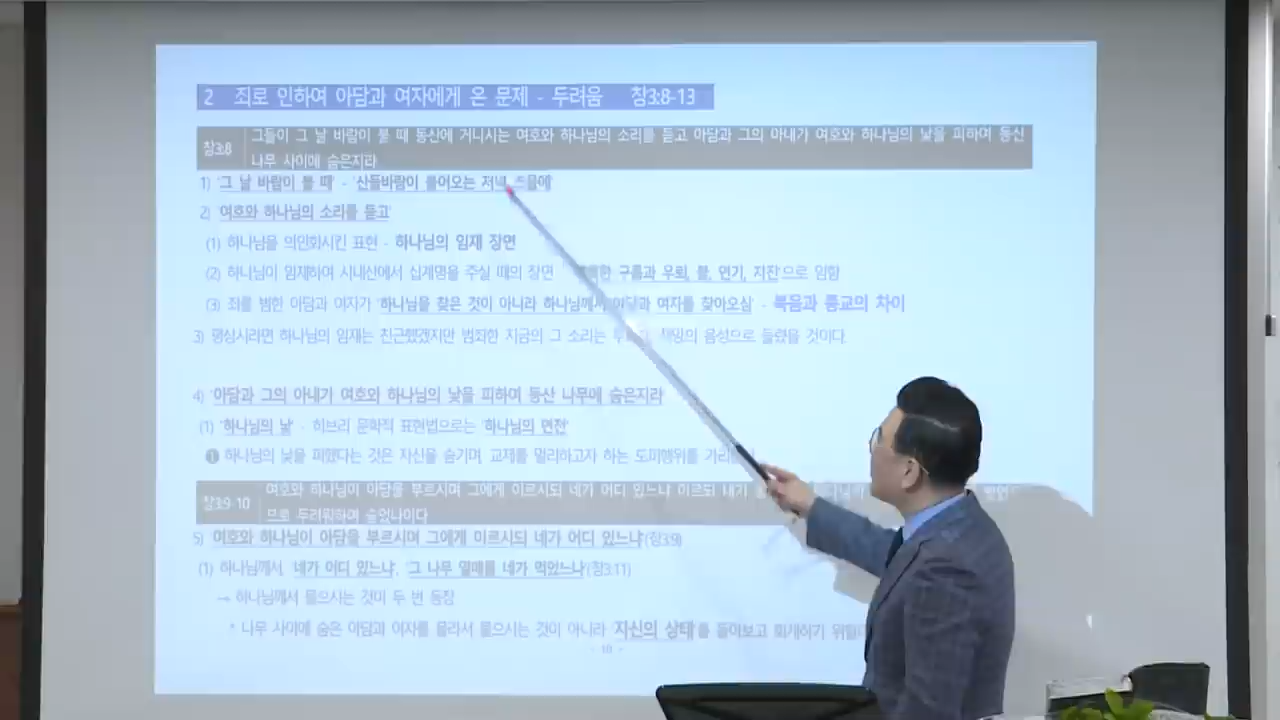 2 죄로 인하여 아담과 여자에게 온 문제 - 두려움 창3:8-13
창3:8
그들이 그 날 바람이 불 때 동산에 거니시는 여호와 하나님의 소리를 듣고 아담과 그의 아내가 여호와 하나님의 낯을 피하여 동산
나무 사이에 숨은지라
1) '그 날 바람이 불 때' - '산들바람이 불어오는 저녁
2) '여호와 하나님의 소리를 듣고'
(1) 하나님을 의인화시킨 표현 - 하나님의 임재 장면
(2) 하나님이 임재하여 시내산에서 십계명을 주실 때의 장면 구름과 우뢰, 불, 연기, 지진'으로 임함
(3) 죄를 범한 아담과 여자가 '하나님을 찾은 것이 아니라 하나님께서 아담과 여자를 찾아오심' - 복음과 종교의 차이
3) 평상시라면 하나님의 임재는 친근했겠지만 범죄한 지금의 그 소리는 책망의 음성으로 들렸을 것이다.
4) '아담과 그의 아내가 여호와 하나님의 낯을 피하여 동산 나무에 숨은지라'
(1) '하나님의 낯' - 히브리 문학적 표현법으로는 '하나님의 면전'
❶ 하나님의 낯을 피했다는 것은 자신을 숨기며, 교제를 멀리하고자 하는 도피행위를
창3:9-10
여호와 하나님이 아담을 부르시며 그에게 이르시되 네가 어디 있느냐 이르되 내가
므로 두려워하여 숨었나이다
5) '여호와 하나님이 아담을 부르시며 그에게 이르시되 네가 어디 있느냐'(창3:9)
(1) 하나님께서, '네가 어디 있느냐', '그 나무 열매를 네가 먹었느냐'(창3:11)
→ 하나님께서 물으시는 것이 두 번 등장
* 나무 사이에 숨은 아담과 여자를 몰라서 물으시는 것이 아니라 '자신의 상태'를 돌아보고 회개하기
- 10 -